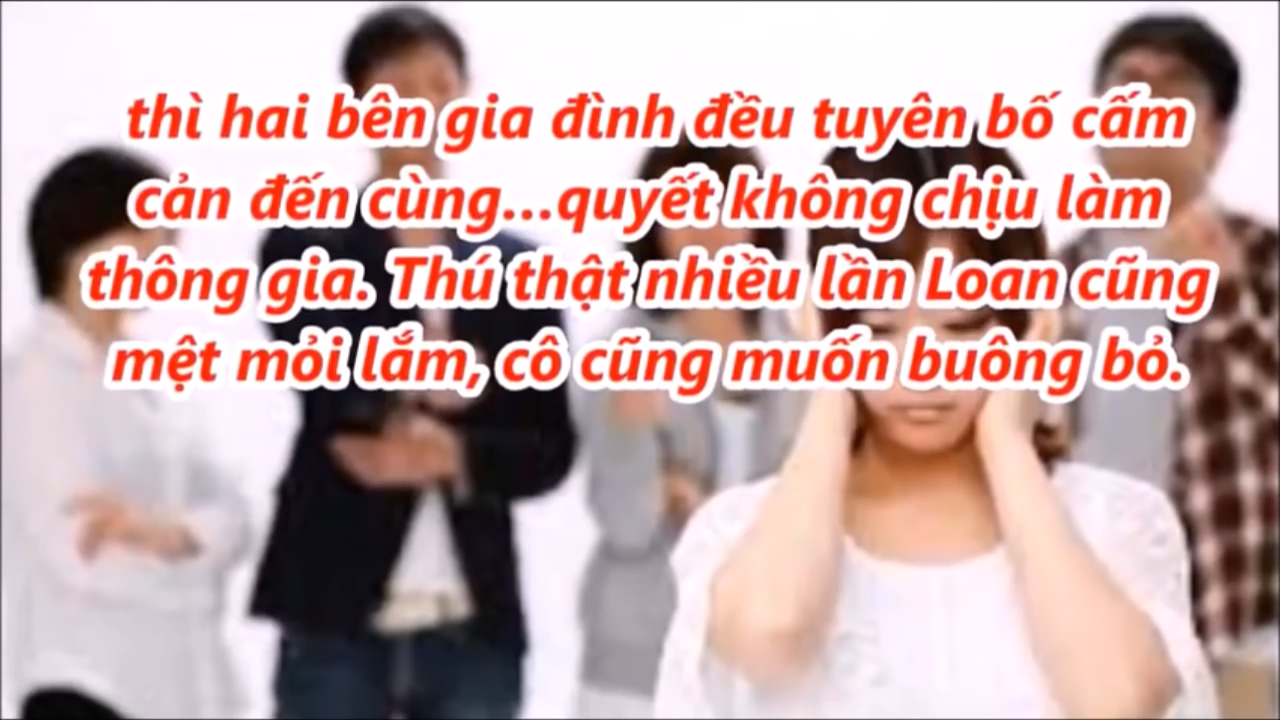 thì hai bên gia đình đều tuyên bố cấm
cản đến cùng...quyết không chịu làm
thông gia. Thú thật nhiều lần Loan cũng
mệt mỏi lắm, cô cũng muốn buông bỏ.